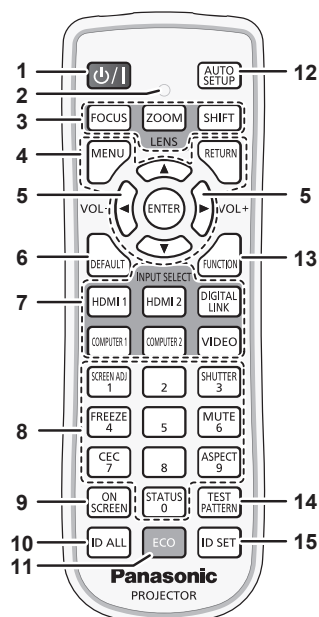 1
⏻/|
AUTO SETUP
12
2
3
FOCUS
ZOOM
SHIFT
LENS
4
MENU
RETURN
5
VOL-
ENTER
VOL+
5
6
DEFAULT
FUNCTION
13
INPUT SELECT
7
HDMI 1
HDMI 2
DIGITAL LINK
COMPUTER 1
COMPUTER 2
VIDEO
SCREEN ADJ
1
2
SHUTTER
3
8
FREEZE
4
5
MUTE
6
CEC
7
8
ASPECT
9
9
ON SCREEN
STATUS
0
TEST PATTERN
14
10
ID ALL
ECO
ID SET
15
11
Panasonic
PROJECTOR